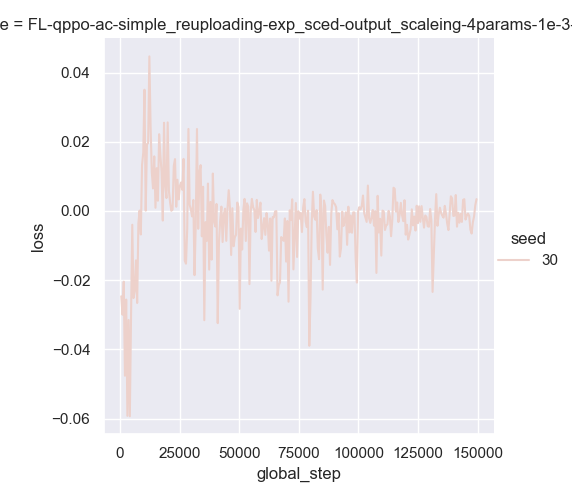 e = FL-qppo-ac-simple_reuploading-exp_sced-output_scaleing-4params-1e-3-
0.04
0.02
0.00
−0.02
−0.04
−0.06
loss
0 25000 50000 75000 100000 125000 150000
global_step
seed
30